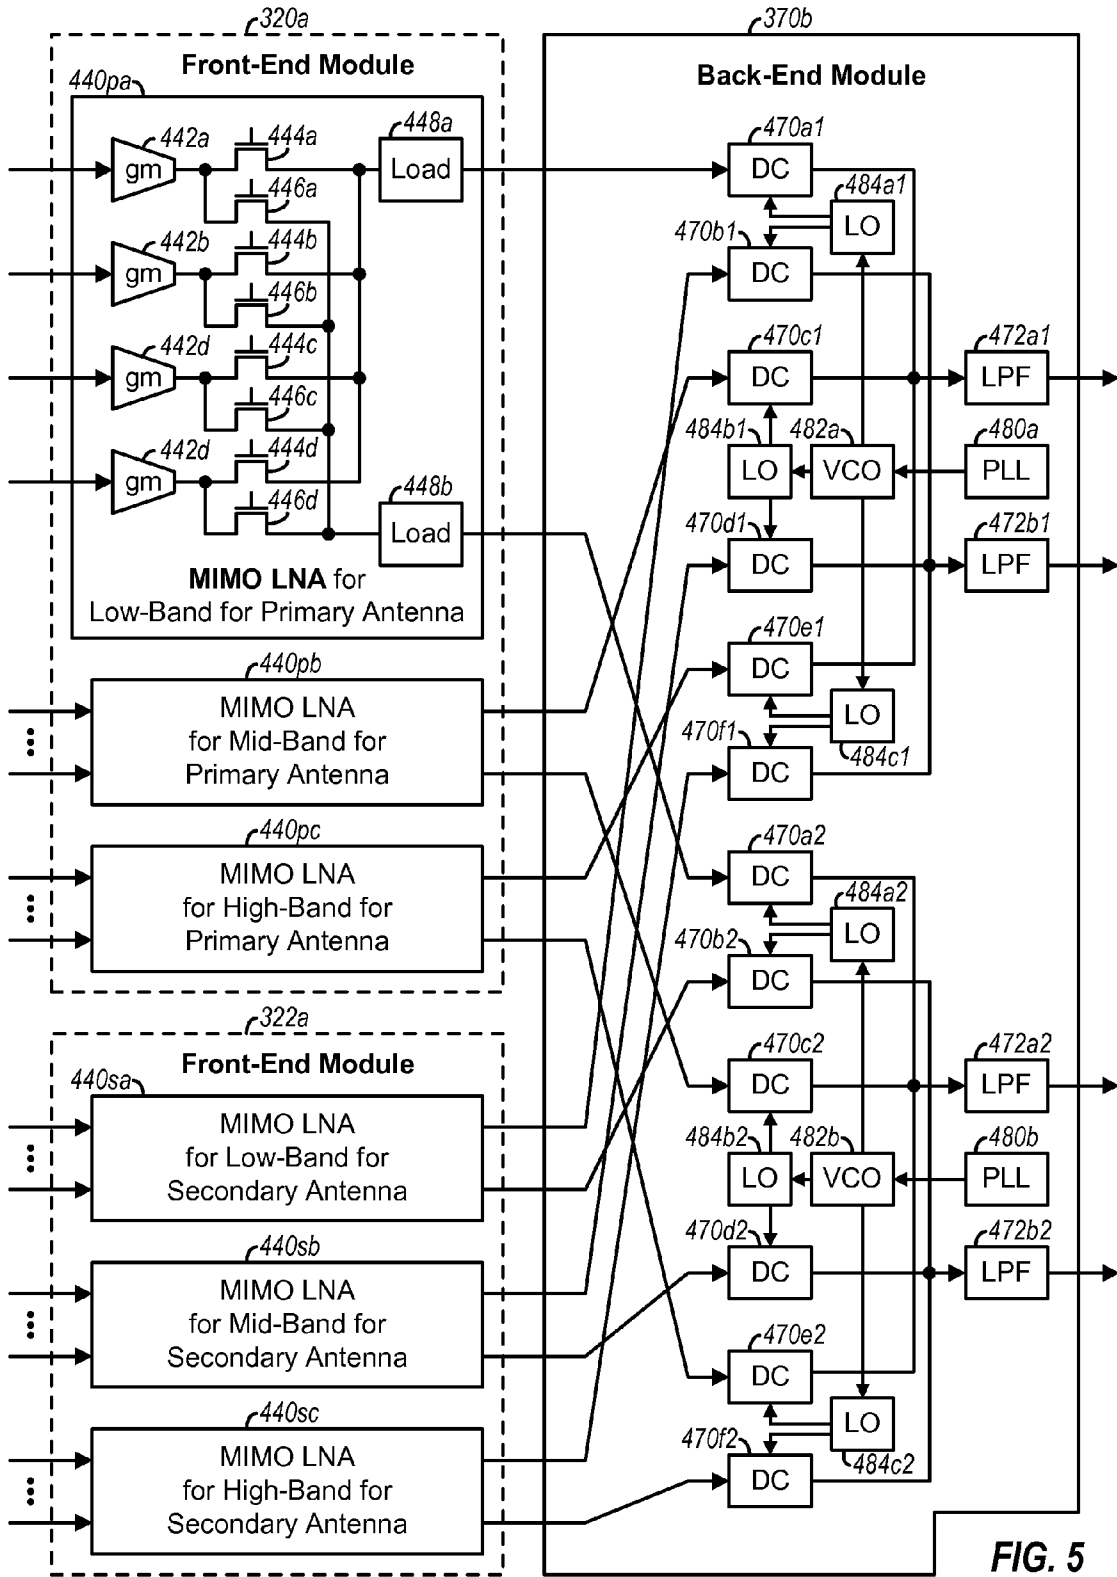 320a
Front-End Module
440pa
442a
gm
444a
446a
448a
Load
442b
gm
444b
446b
442d
gm
444c
446c
442d
gm
444d
446d
448b
Load
MIMO LNA for
Low-Band for Primary Antenna
440pb
MIMO LNA
for Mid-Band for
Primary Antenna
440pc
MIMO LNA
for High-Band for
Primary Antenna
322a
Front-End Module
440sa
MIMO LNA
for Low-Band for
Secondary Antenna
440sb
MIMO LNA
for Mid-Band for
Secondary Antenna
440sc
MIMO LNA
for High-Band for
Secondary Antenna
370b
Back-End Module
470a1
DC
484a1
LO
470b1
DC
470c1
DC
472a1
LPF
484b1
LO
482a
VCO
480a
PLL
470d1
DC
472b1
LPF
470e1
DC
LO
484c1
470f1
DC
470a2
DC
484a2
LO
470b2
DC
470c2
DC
472a2
LPF
484b2
LO
482b
VCO
480b
PLL
470d2
DC
472b2
LPF
470e2
DC
LO
484c2
470f2
DC
FIG. 5